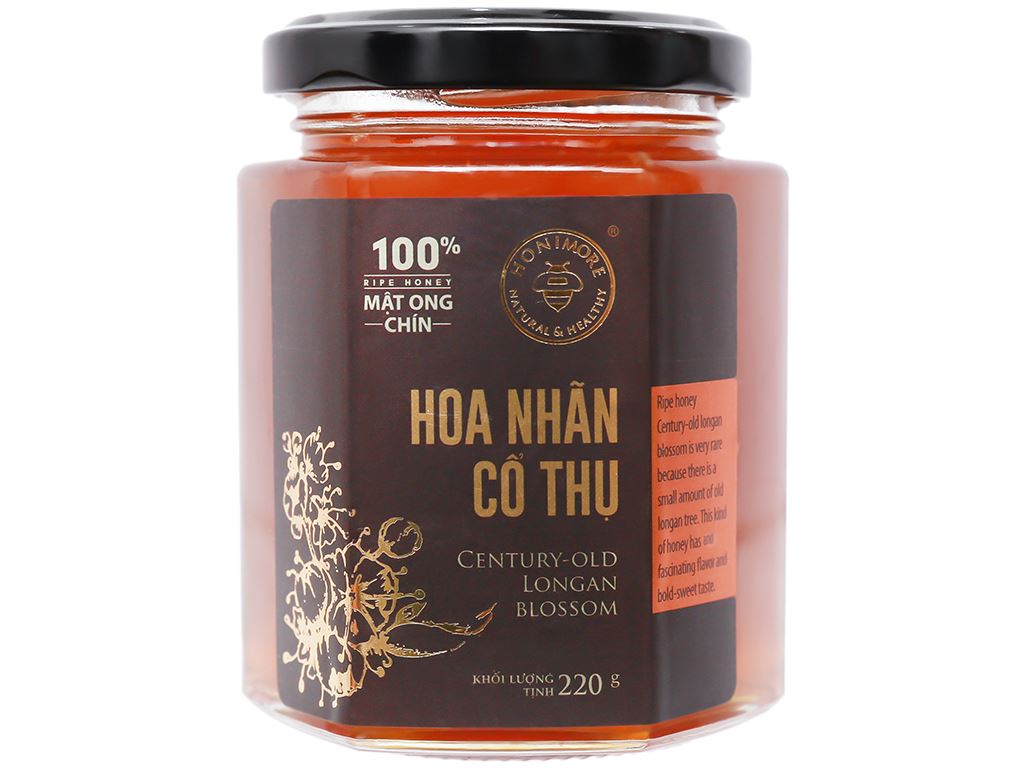 100%
RIPE HONEY
MẬT ONG
CHÍN
HONIMORE
®
NATURAL & HEALTHY
HOA NHÃN
CỔ THỤ
CENTURY-OLD
LONGAN
BLOSSOM
Ripe honey
Century-old longan
blossom is very rare
because there is a
small amount of old
longan tree. This kind
of honey has and
fascinating flavor and
bold-sweet taste.
KHỐI LƯỢNG
TỊNH 220 g